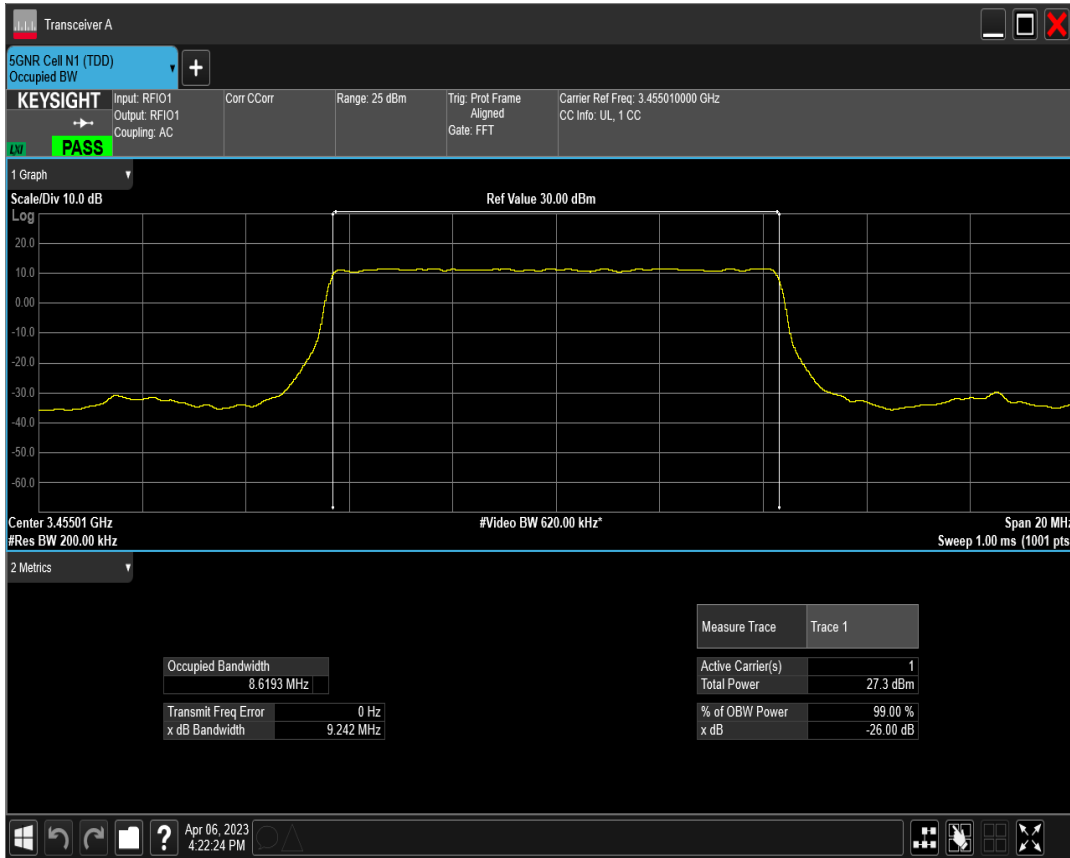 Transceiver A
5GNR Cell N1 (TDD)
Occupied BW
+
KEYSIGHT
LXI
PASS
Input: RFIO1
Output: RFIO1
Coupling: AC
Corr CCorr
Range: 25 dBm
Trig: Prot Frame
Aligned
Gate: FFT
Carrier Ref Freq: 3.455010000 GHz
CC Info: UL, 1 CC
1 Graph
Scale/Div 10.0 dB
Ref Value 30.00 dBm
Log
20.0
10.0
0.00
-10.0
-20.0
-30.0
-40.0
-50.0
-60.0
Center 3.45501 GHz
#Video BW 620.00 kHz*
Span 20 MHz
#Res BW 200.00 kHz
Sweep 1.00 ms (1001 pts
2 Metrics
Measure Trace Trace 1
Occupied Bandwidth
8.6193 MHz
Active Carrier(s) 1
Total Power 27.3 dBm
Transmit Freq Error 0 Hz
x dB Bandwidth 9.242 MHz
% of OBW Power 99.00 %
x dB -26.00 dB
?
Apr 06, 2023
4:22:24 PM